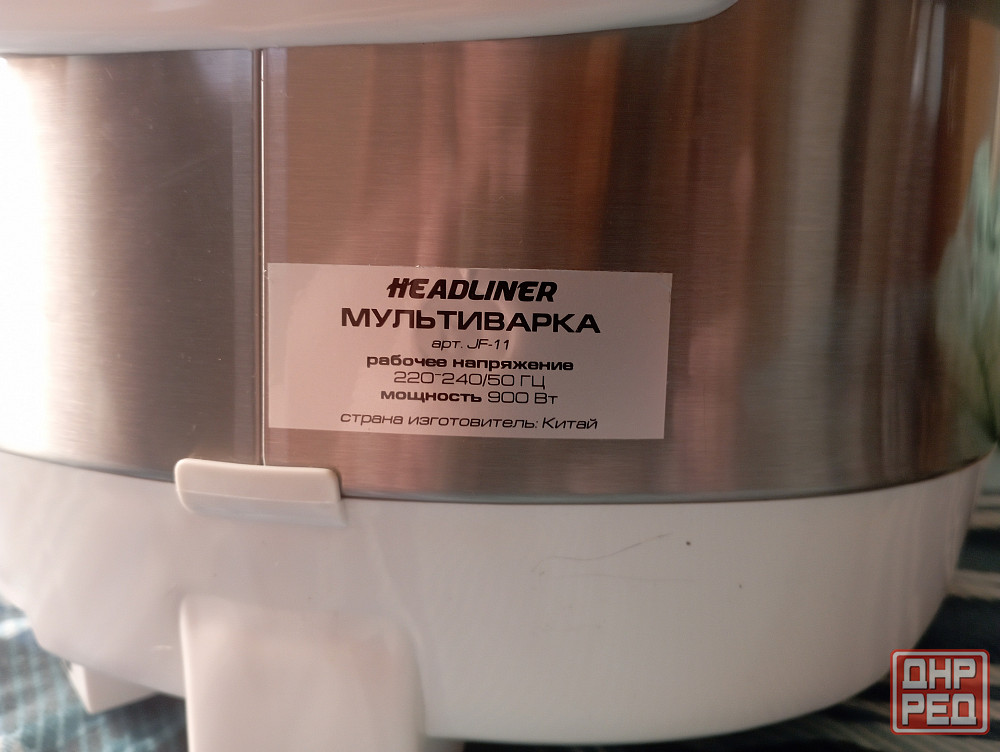 HEADLINER
МУЛЬТИВАРКА
арт. JF-11
рабочее напряжение
220~240/50 ГЦ
мощность 900 Вт
страна изготовитель: Китай
ДНР
РЕД